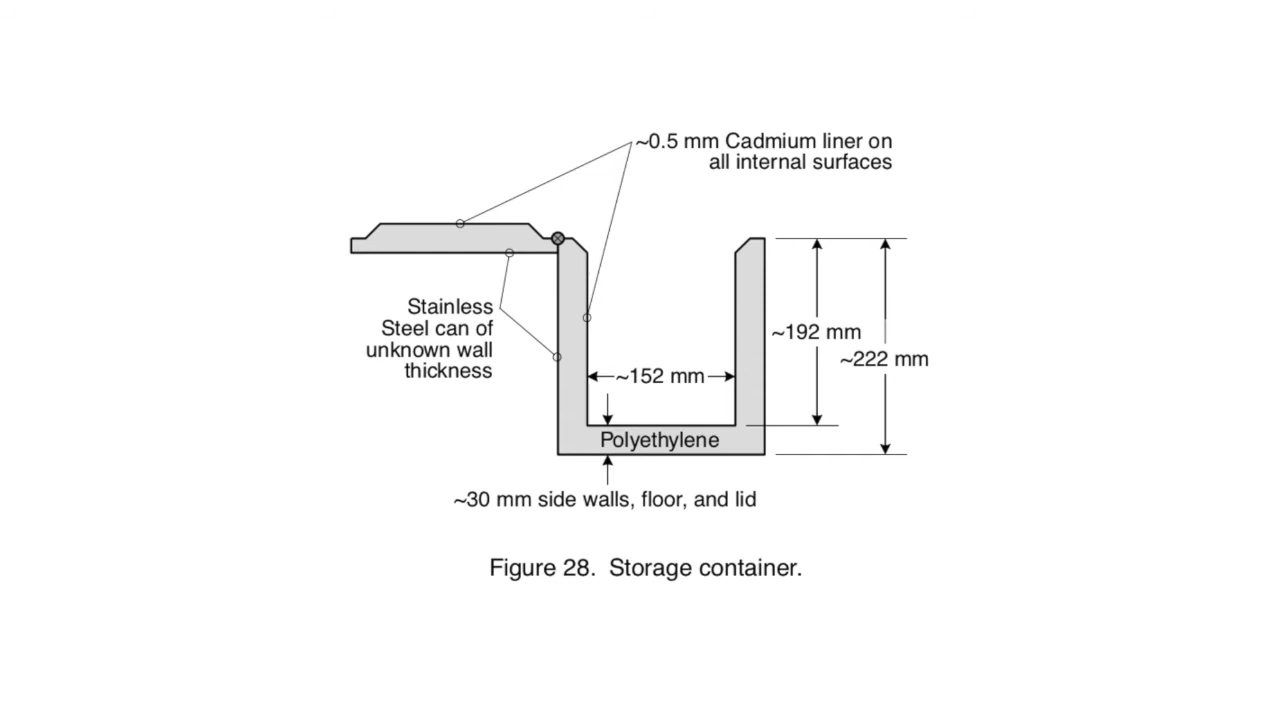 ~0.5 mm Cadmium liner on
all internal surfaces
Stainless
Steel can of
unknown wall
thickness
~192 mm
~222 mm
~152 mm
Polyethylene
~30 mm side walls, floor, and lid
Figure 28. Storage container.